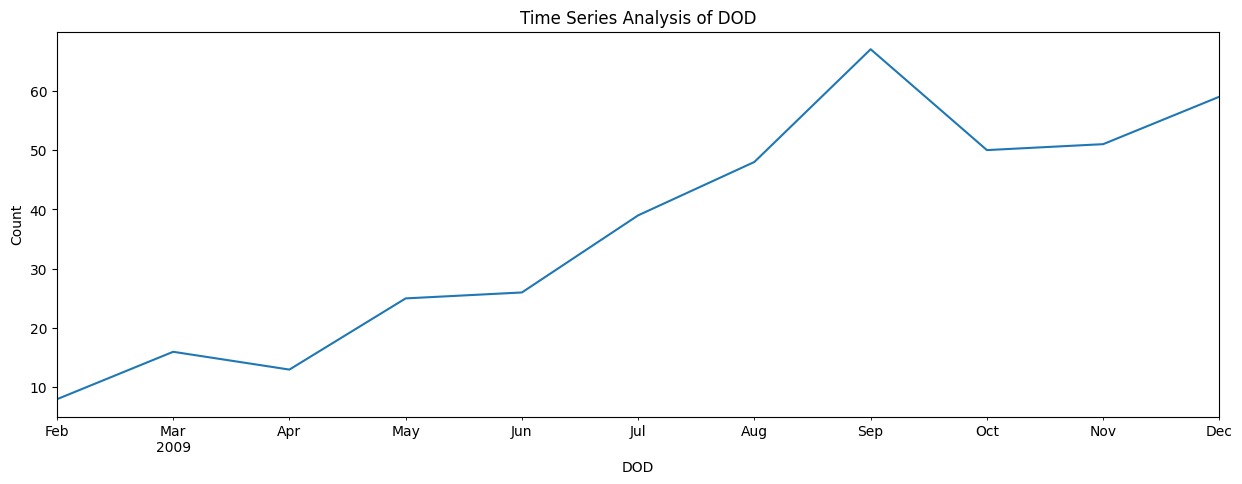 Time Series Analysis of DOD
60
50
40
30
20
10
Count
Feb Mar Apr May Jun Jul Aug Sep Oct Nov Dec
2009
DOD